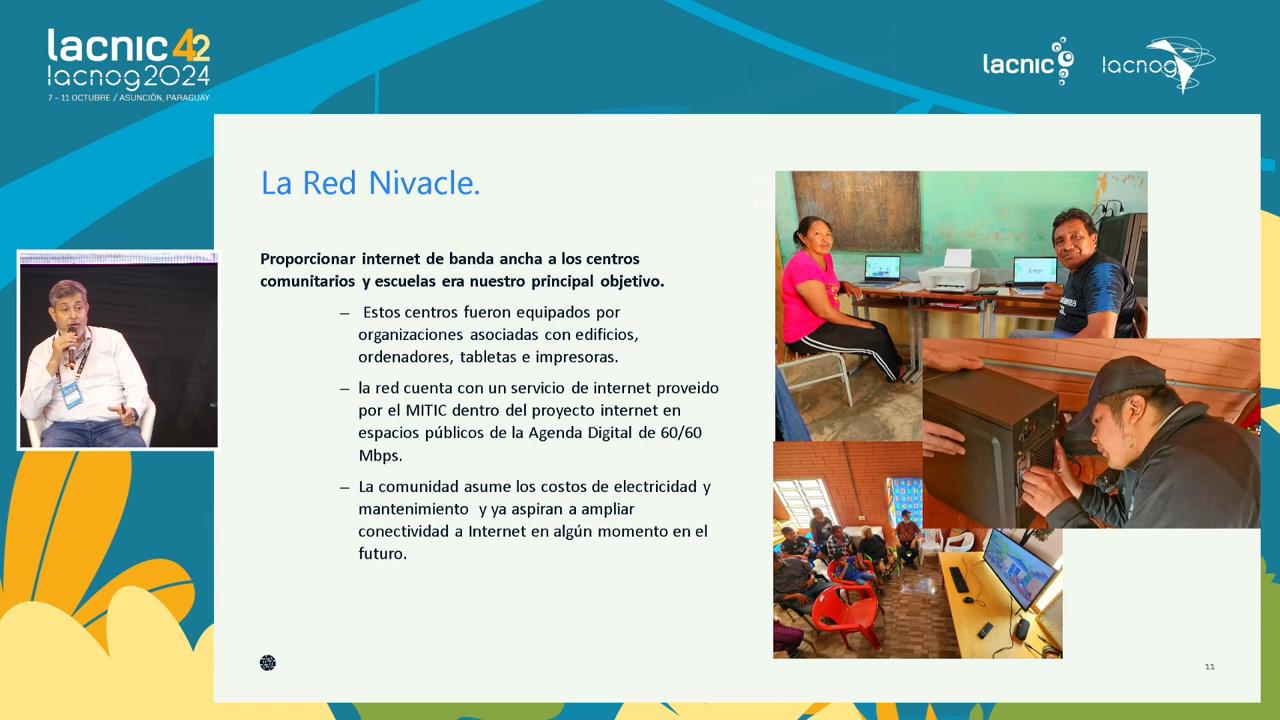 lacnic 42
lacnog2024
7 - 11 OCTUBRE / ASUNCIÓN, PARAGUAY
lacnic
lacnog
La Red Nivacle.
Proporcionar internet de banda ancha a los centros
comunitarios y escuelas era nuestro principal objetivo.
– Estos centros fueron equipados por
organizaciones asociadas con edificios,
ordenadores, tabletas e impresoras.
– la red cuenta con un servicio de internet proveido
por el MITIC dentro del proyecto internet en
espacios públicos de la Agenda Digital de 60/60
Mbps.
– La comunidad asume los costos de electricidad y
mantenimiento y ya aspiran a ampliar
conectividad a Internet en algún momento en el
futuro.
11